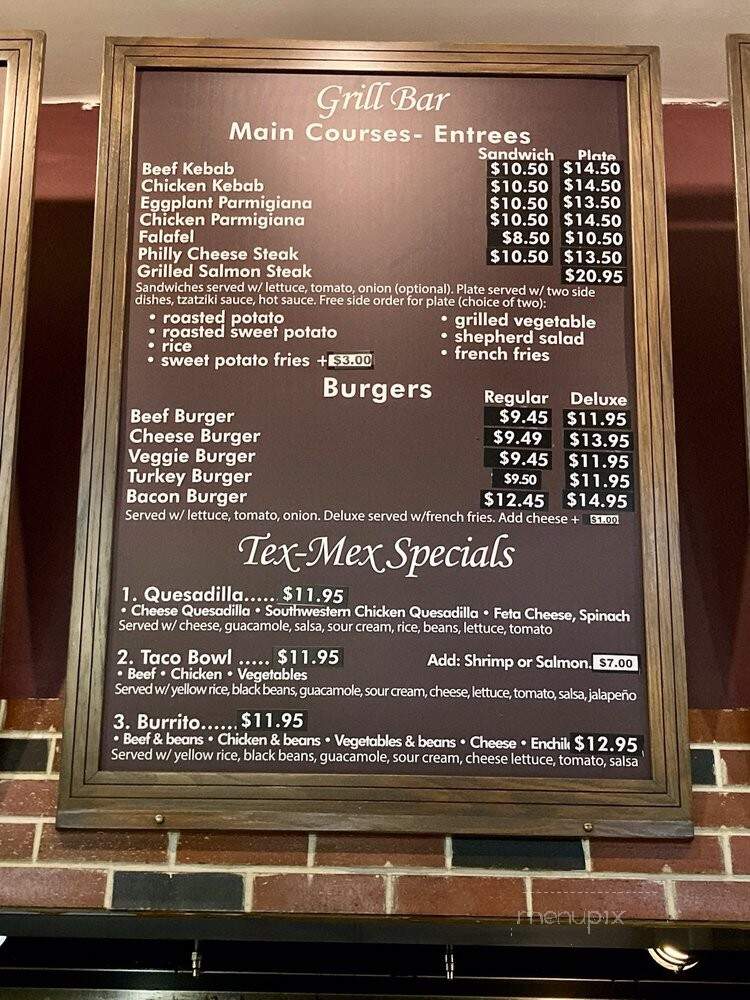 Grill Bar
Main Courses- Entrees
Sandwich Plate
Beef Kebab $10.50 $14.50
Chicken Kebab $10.50 $14.50
Eggplant Parmigiana $10.50 $13.50
Chicken Parmigiana $10.50 $14.50
Falafel $8.50 $10.50
Philly Cheese Steak $10.50 $13.50
Grilled Salmon Steak $20.95
Sandwiches served w/ lettuce, tomato, onion (optional). Plate served w/ two side
dishes, tzatziki sauce, hot sauce. Free side order for plate (choice of two):
• roasted potato • grilled vegetable
• roasted sweet potato • shepherd salad
• rice • french fries
• sweet potato fries + $3.00
Burgers
Regular Deluxe
Beef Burger $9.45 $11.95
Cheese Burger $9.49 $13.95
Veggie Burger $9.45 $11.95
Turkey Burger $9.50 $11.95
Bacon Burger $12.45 $14.95
Served w/ lettuce, tomato, onion. Deluxe served w/french fries. Add cheese + $1.00
Tex-Mex Specials
1. Quesadilla..... $11.95
• Cheese Quesadilla • Southwestern Chicken Quesadilla • Feta Cheese, Spinach
Served w/ cheese, guacamole, salsa, sour cream, rice, beans, lettuce, tomato
2. Taco Bowl ..... $11.95 Add: Shrimp or Salmon. $7.00
• Beef • Chicken • Vegetables
Served w/ yellow rice, black beans, guacamole, sour cream, cheese, lettuce, tomato, salsa, jalapeño
3. Burrito...... $11.95
• Beef & beans • Chicken & beans • Vegetables & beans • Cheese • Enchil $12.95
Served w/ yellow rice, black beans, guacamole, sour cream, cheese lettuce, tomato, salsa
menupix